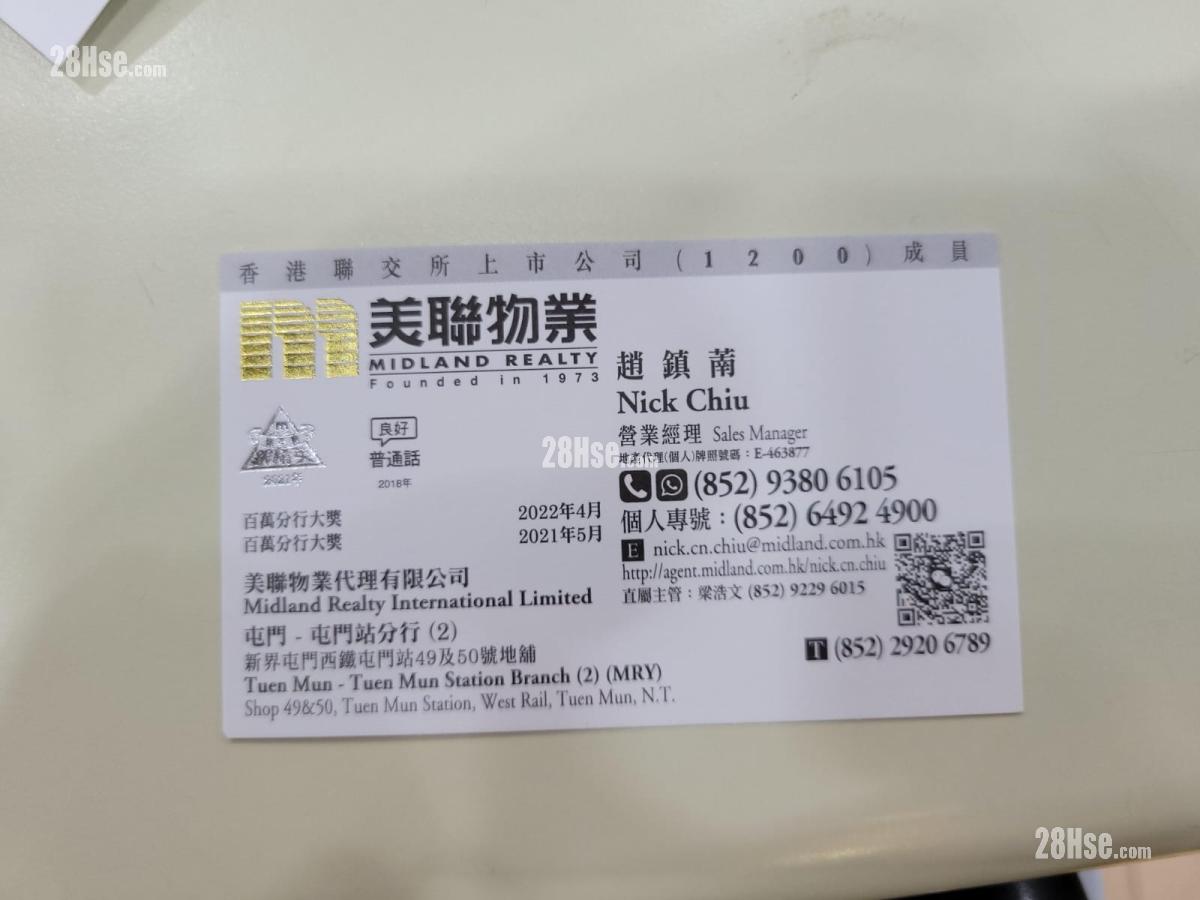 28Hse.com
香港聯交所上市公司(1200)成員
美聯物業
MIDLAND REALTY
Founded in 1973
趙鎮萳
Nick Chiu
營業經理 Sales Manager
地產代理(個人)牌照號碼：E-463877
(852) 9380 6105
個人專號：(852) 6492 4900
E nick.cn.chiu@midland.com.hk
http://agent.midland.com.hk/nick.cn.chiu
直屬主管：梁浩文 (852) 9229 6015
T (852) 2920 6789
2021年
良好
普通話
2018年
28Hse.com
百萬分行大獎 2022年4月
百萬分行大獎 2021年5月
美聯物業代理有限公司
Midland Realty International Limited
屯門 - 屯門站分行 (2)
新界屯門西鐵屯門站49及50號地舖
Tuen Mun - Tuen Mun Station Branch (2) (MRY)
Shop 49&50, Tuen Mun Station, West Rail, Tuen Mun, N.T.
28Hse.com